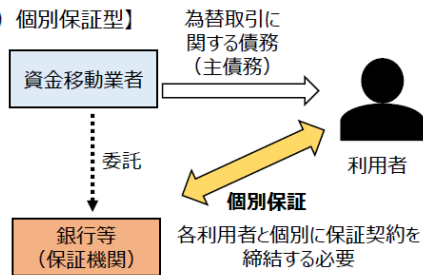 ）個別保証型】
為替取引に
関する債務
（主債務）
資金移動業者
委託
利用者
個別保証
銀行等
（保証機関）
各利用者と個別に保証契約を
締結する必要